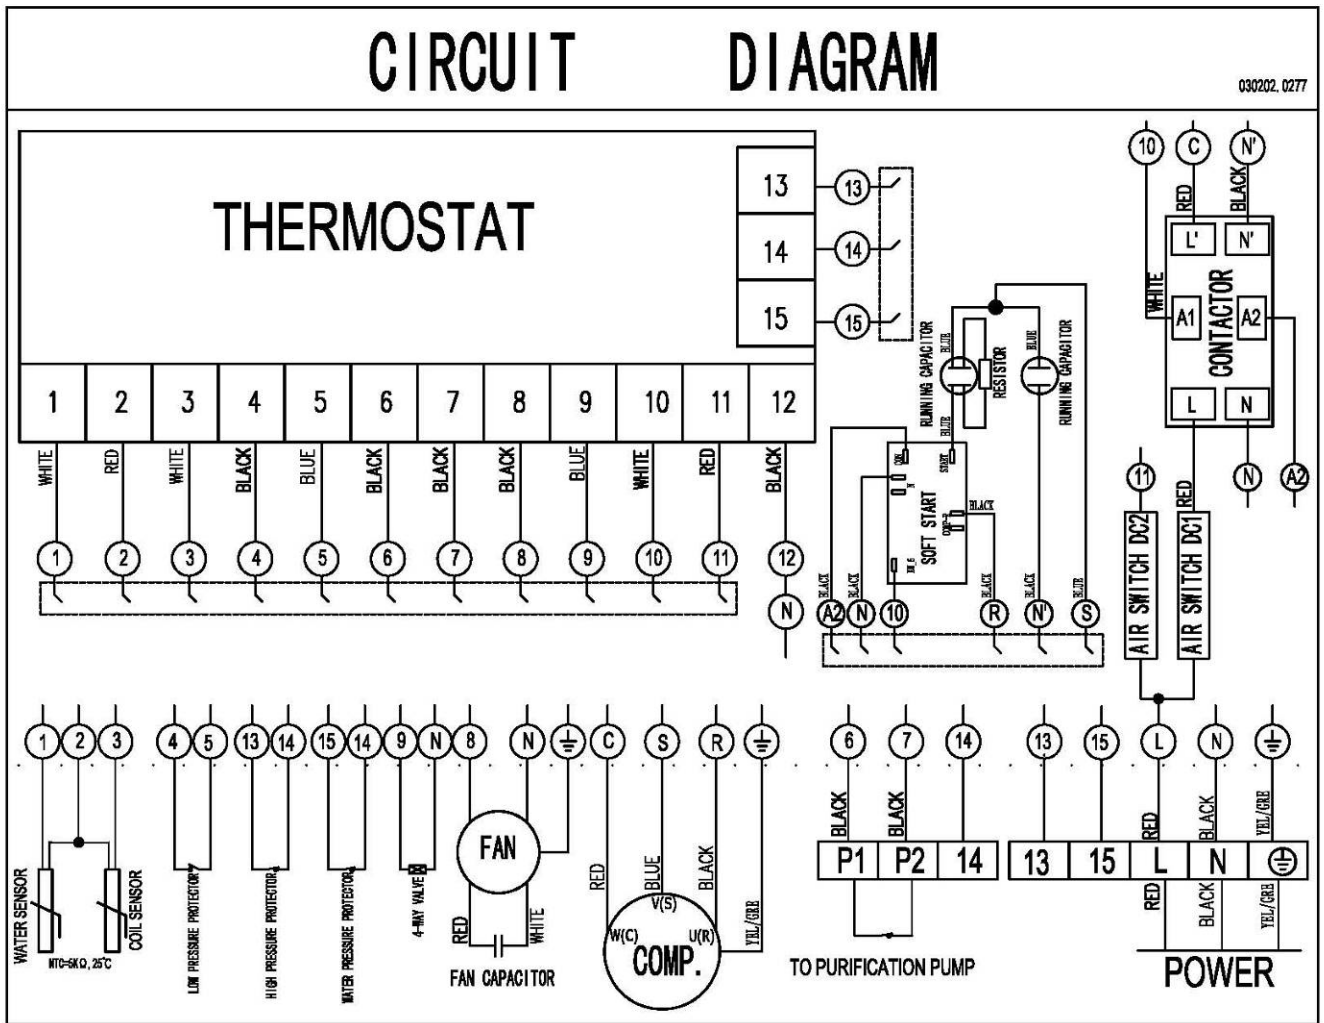 CIRCUIT DIAGRAM
030202.0277
THERMOSTAT
13
14
15
13
14
15
1 2 3 4 5 6 7 8 9 10 11 12
WHITE RED WHITE BLACK BLUE BLACK BLACK BLACK BLUE WHITE RED BLACK
1 2 3 4 5 6 7 8 9 10 11 12
N
RUNNING CAPACITOR
BLUE
RESISTOR
BLUE
RUNNING CAPACITOR
BLUE
START
N
SOFT START
BLACK
BLACK
BLACK
BLUE
A2 N 10 R N' S
10 C N'
RED BLACK
L' N'
WHITE
A1 CONTACTOR A2
L N
RED
11 N A2
AIR SWITCH DC2
AIR SWITCH DC1
1 2 3 4 5 13 14 15 14 9 N 8 N C S R 6 7 14 13 15 L N
WATER SENSOR
COIL SENSOR
NTC=5KΩ, 25℃
LOW PRESSURE PROTECTOR
HIGH PRESSURE PROTECTOR
WATER PRESSURE PROTECTOR
4-WAY VALVE
FAN
RED WHITE
FAN CAPACITOR
RED BLUE BLACK YEL/GRE
V(S)
W(C) U(R)
COMP.
BLACK BLACK
P1 P2 14
TO PURIFICATION PUMP
RED BLACK YEL/GRE
13 15 L N
RED BLACK YEL/GRE
POWER